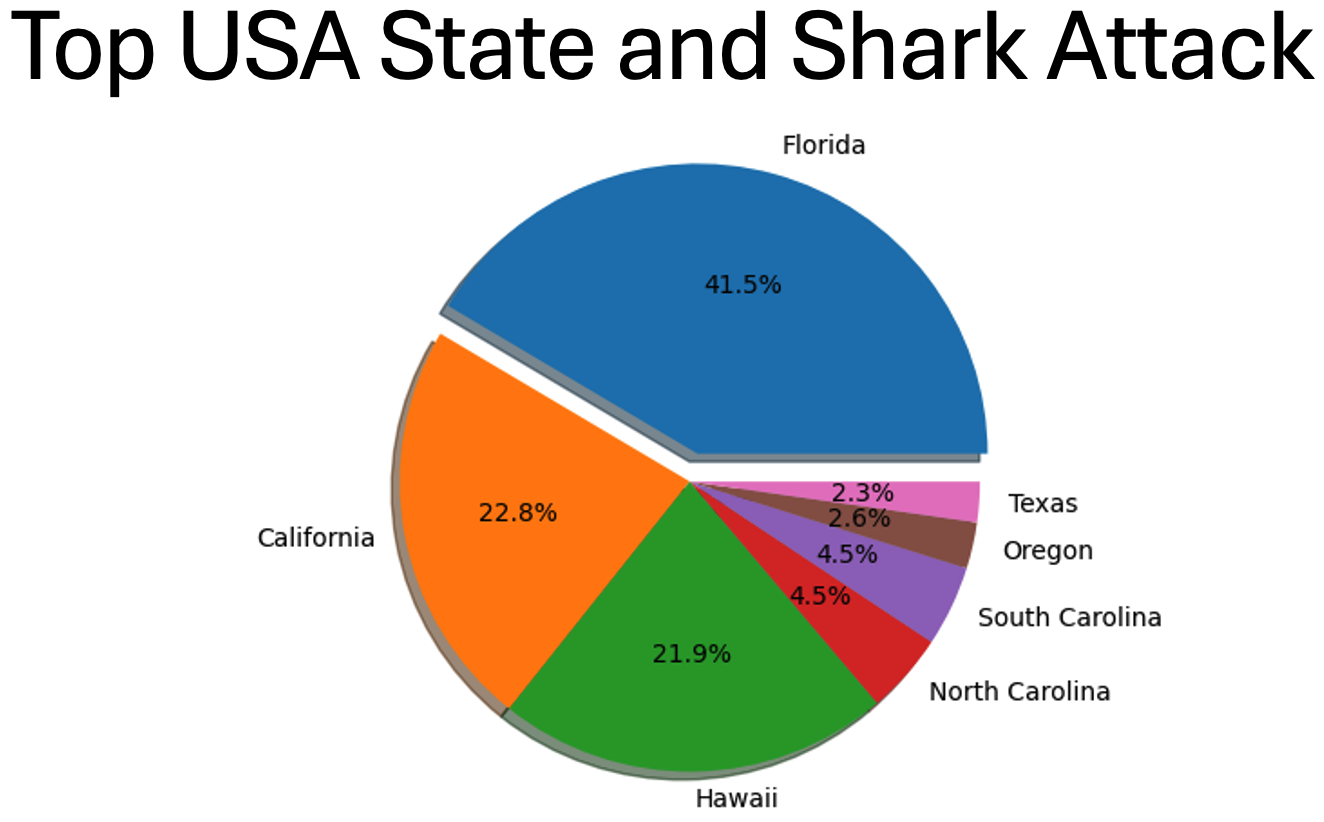 Top USA State and Shark Attack
Florida
41.5%
2.3%
Texas
2.6%
Oregon
22.8%
California
4.5%
South Carolina
4.5%
North Carolina
21.9%
Hawaii